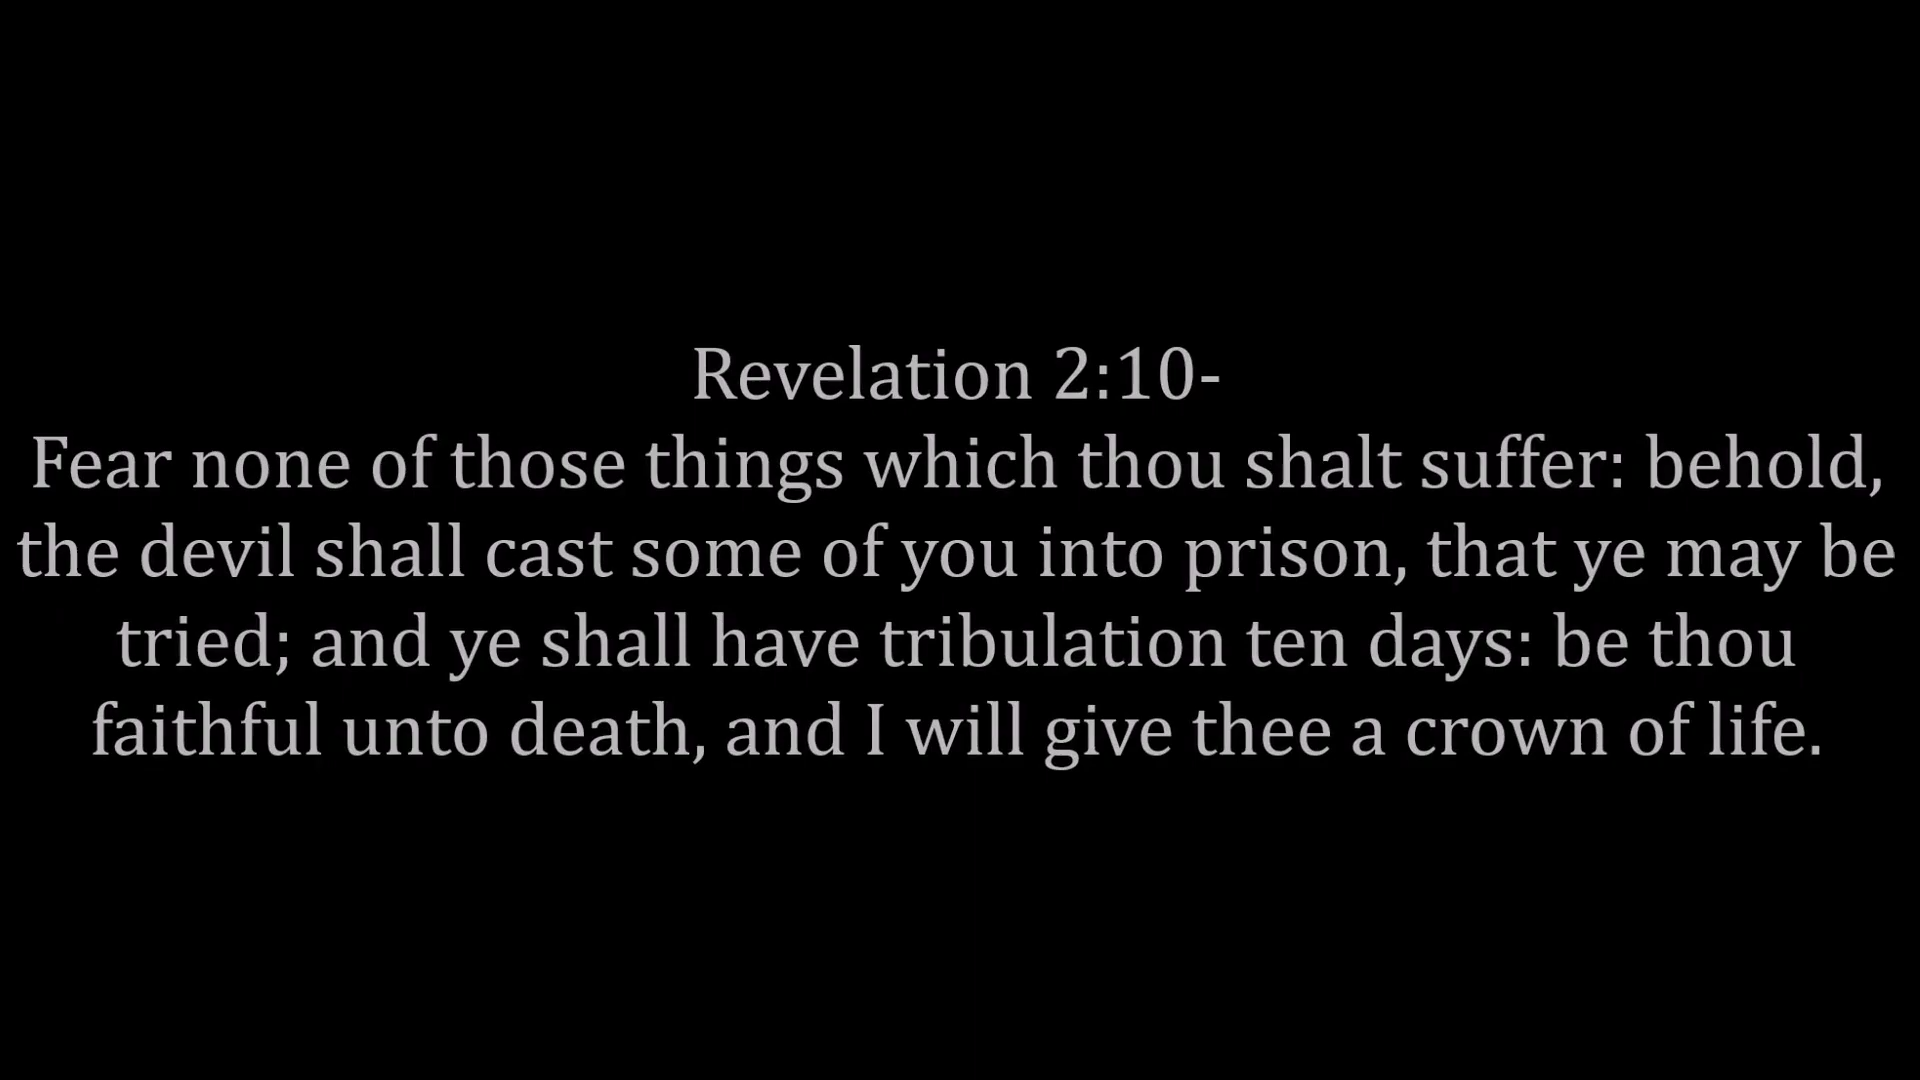 Revelation 2:10-
Fear none of those things which thou shalt suffer: behold,
the devil shall cast some of you into prison, that ye may be
tried; and ye shall have tribulation ten days: be thou
faithful unto death, and I will give thee a crown of life.